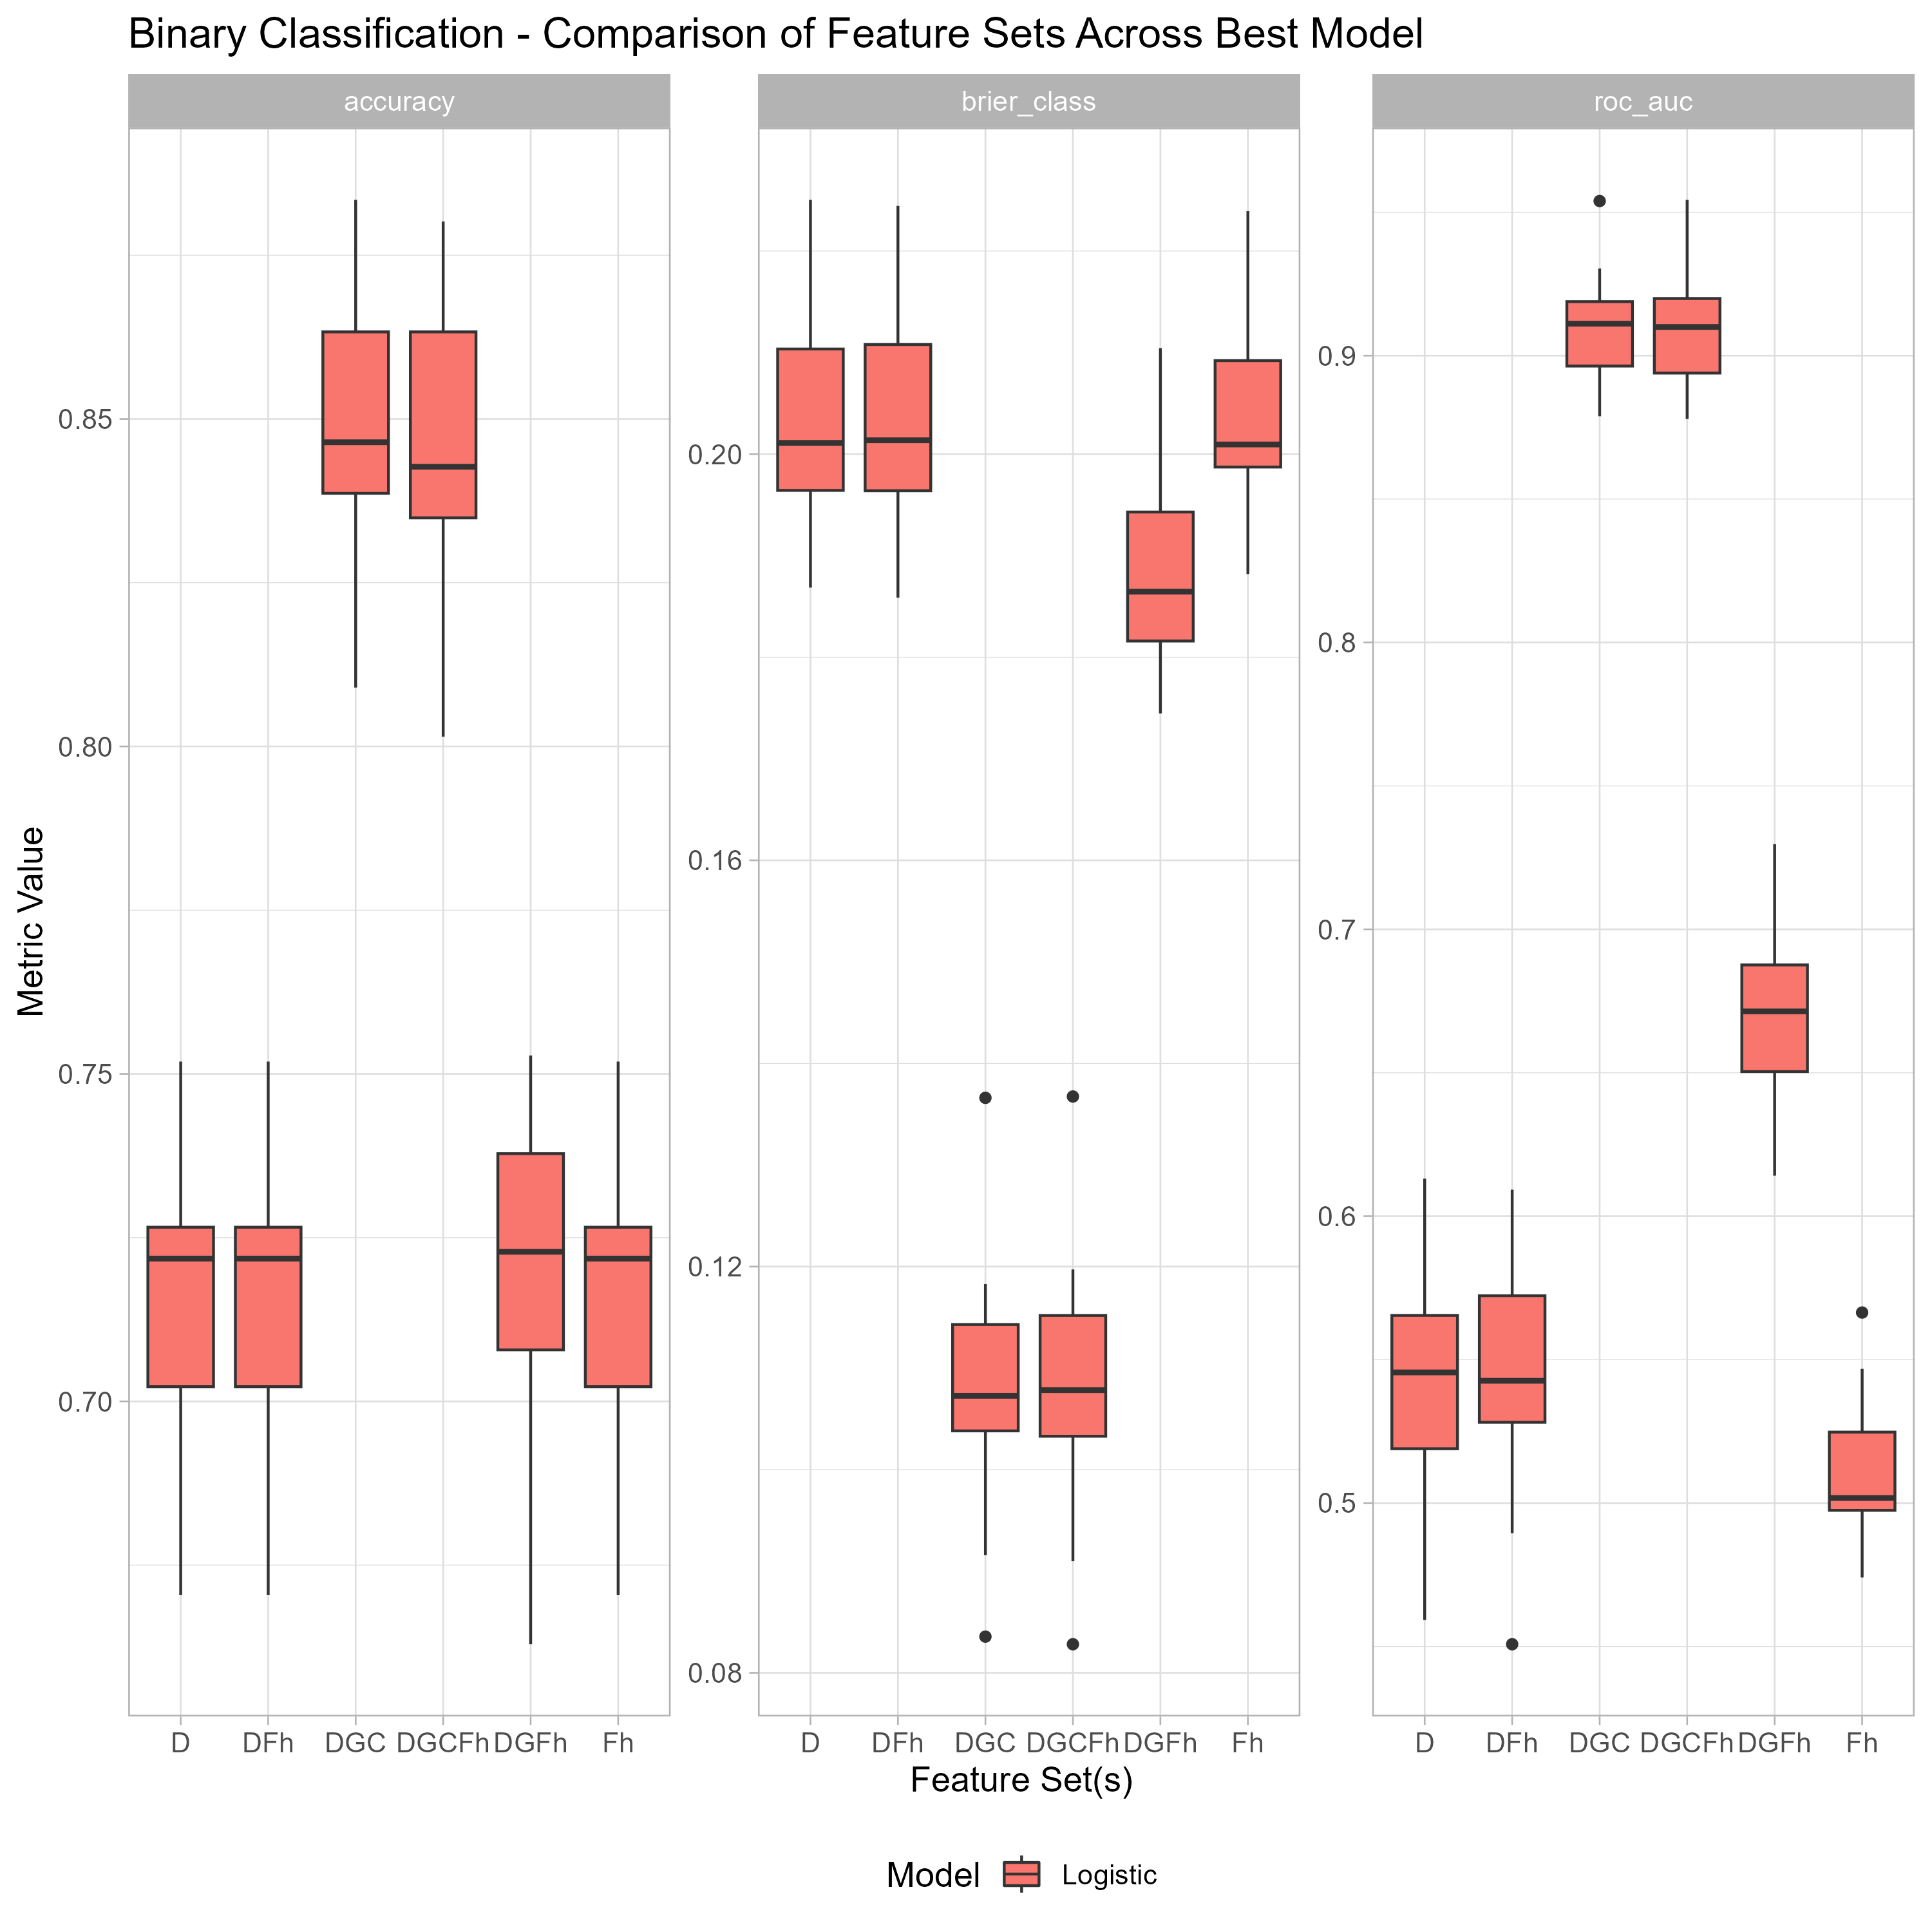 Binary Classification - Comparison of Feature Sets Across Best Model
accuracy
brier_class
roc_auc
Metric Value
0.85
0.80
0.75
0.70
0.20
0.16
0.12
0.08
0.9
0.8
0.7
0.6
0.5
D DFh DGC DGCFh DGFh Fh
D DFh DGC DGCFh DGFh Fh
D DFh DGC DGCFh DGFh Fh
Feature Set(s)
Model Logistic